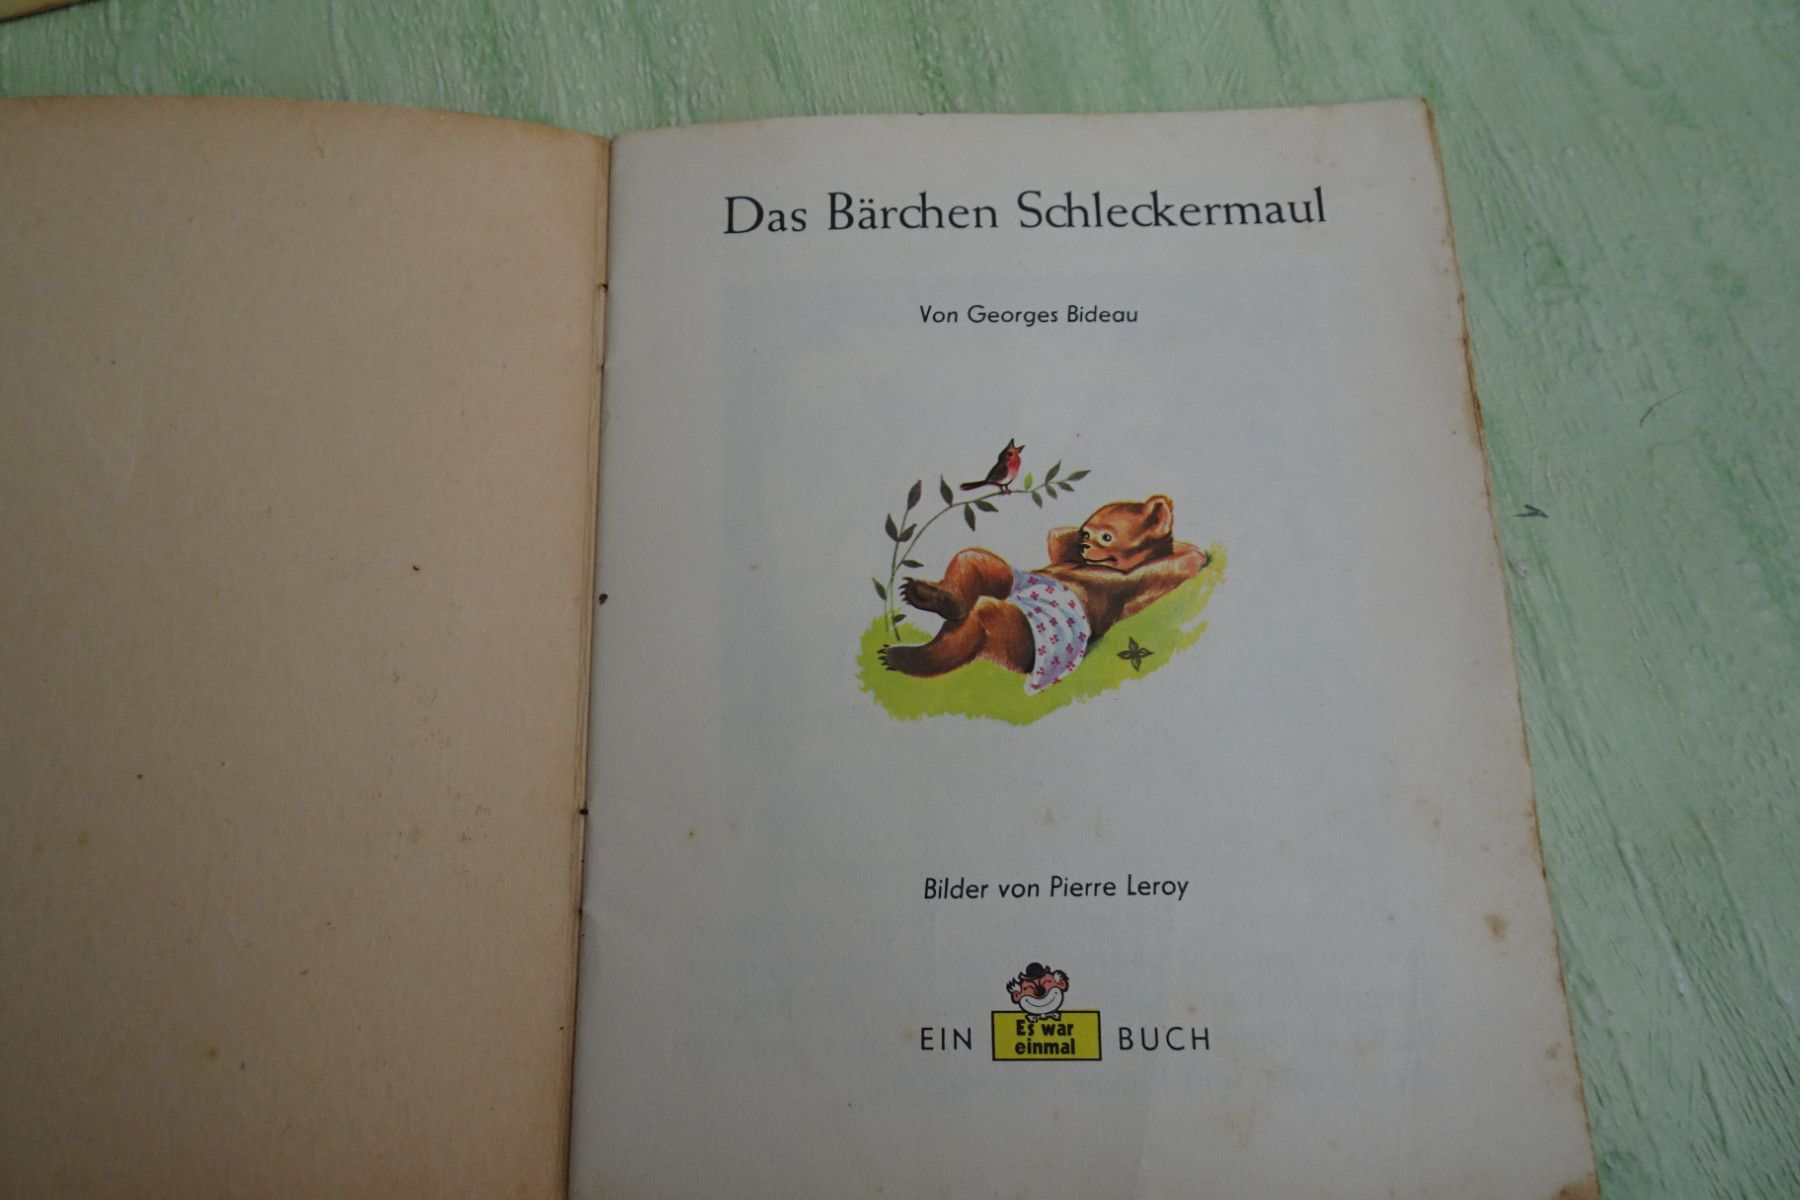 Das Bärchen Schleckermaul
Von Georges Bideau
Bilder von Pierre Leroy
EIN Es war einmal BUCH